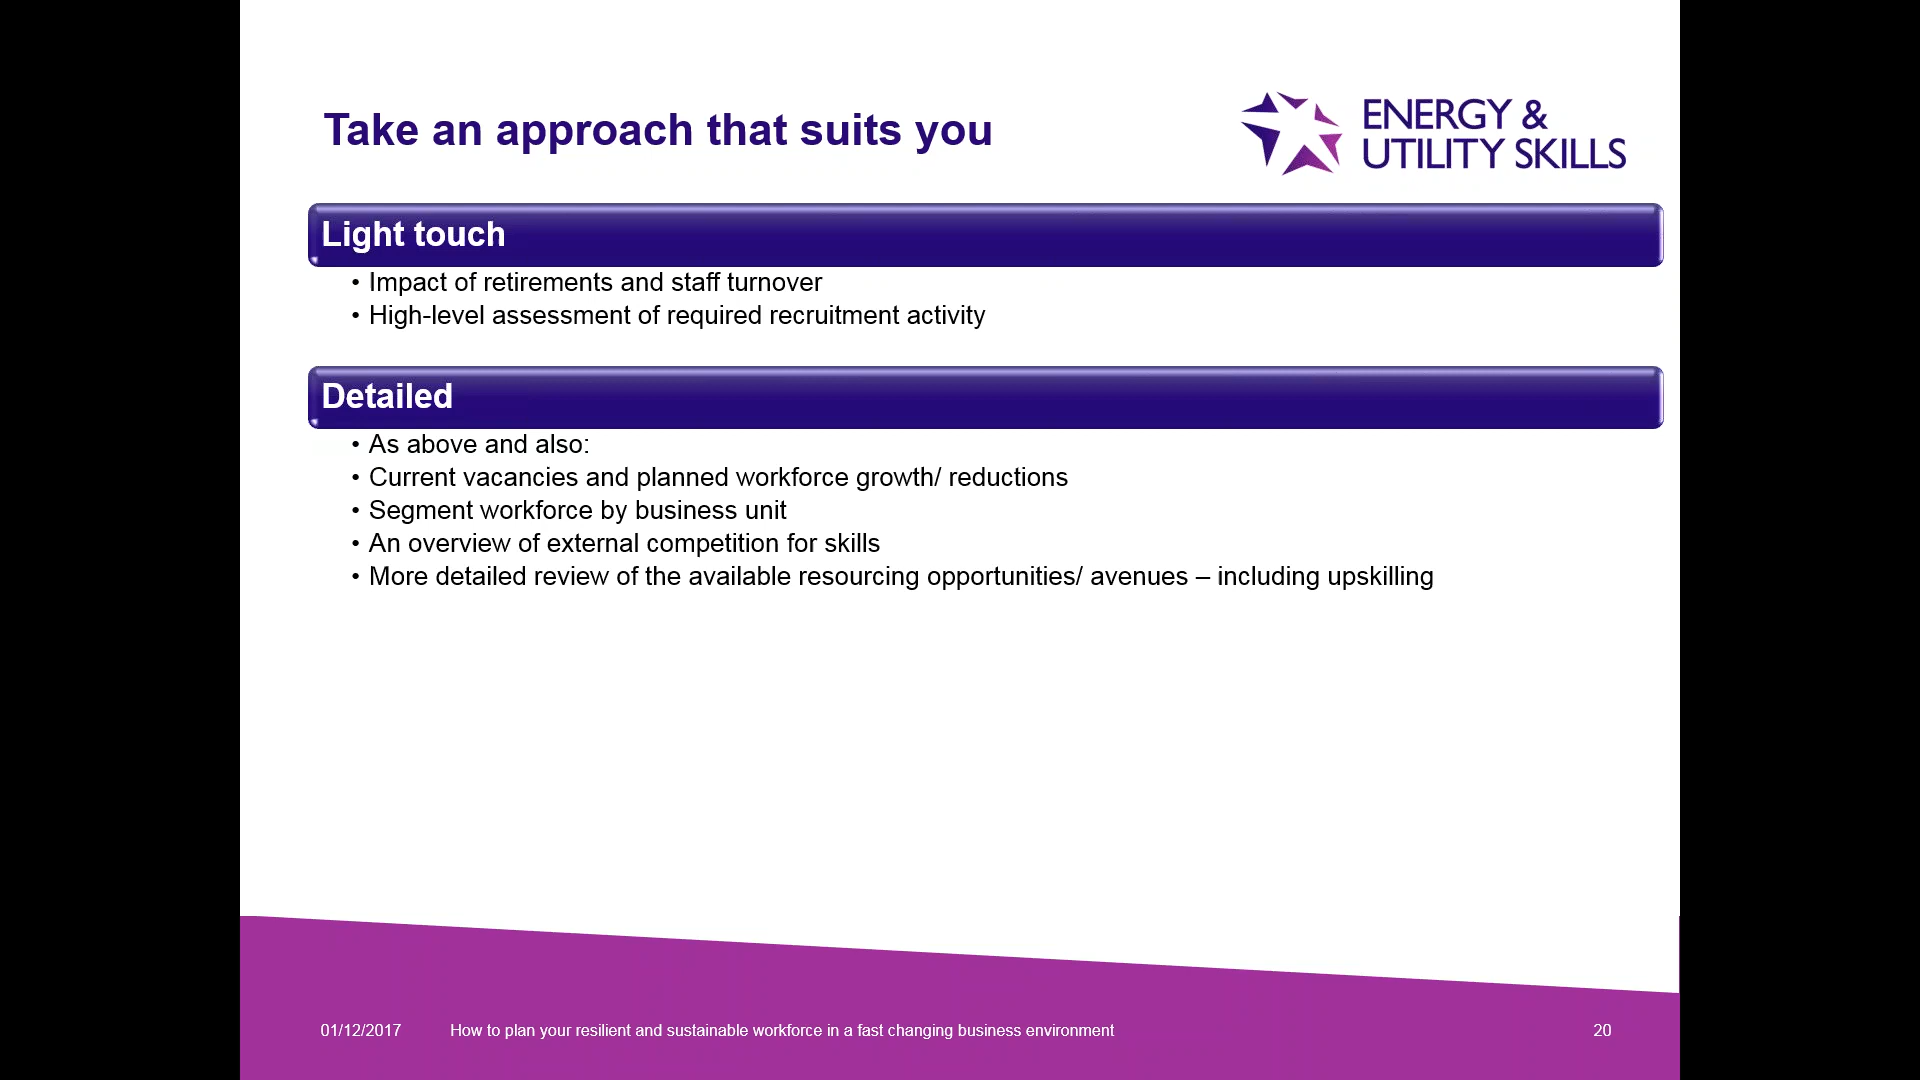 Take an approach that suits you
ENERGY &
UTILITY SKILLS
Light touch
• Impact of retirements and staff turnover
• High-level assessment of required recruitment activity
Detailed
• As above and also:
• Current vacancies and planned workforce growth/ reductions
• Segment workforce by business unit
• An overview of external competition for skills
• More detailed review of the available resourcing opportunities/ avenues – including upskilling
01/12/2017 How to plan your resilient and sustainable workforce in a fast changing business environment 20